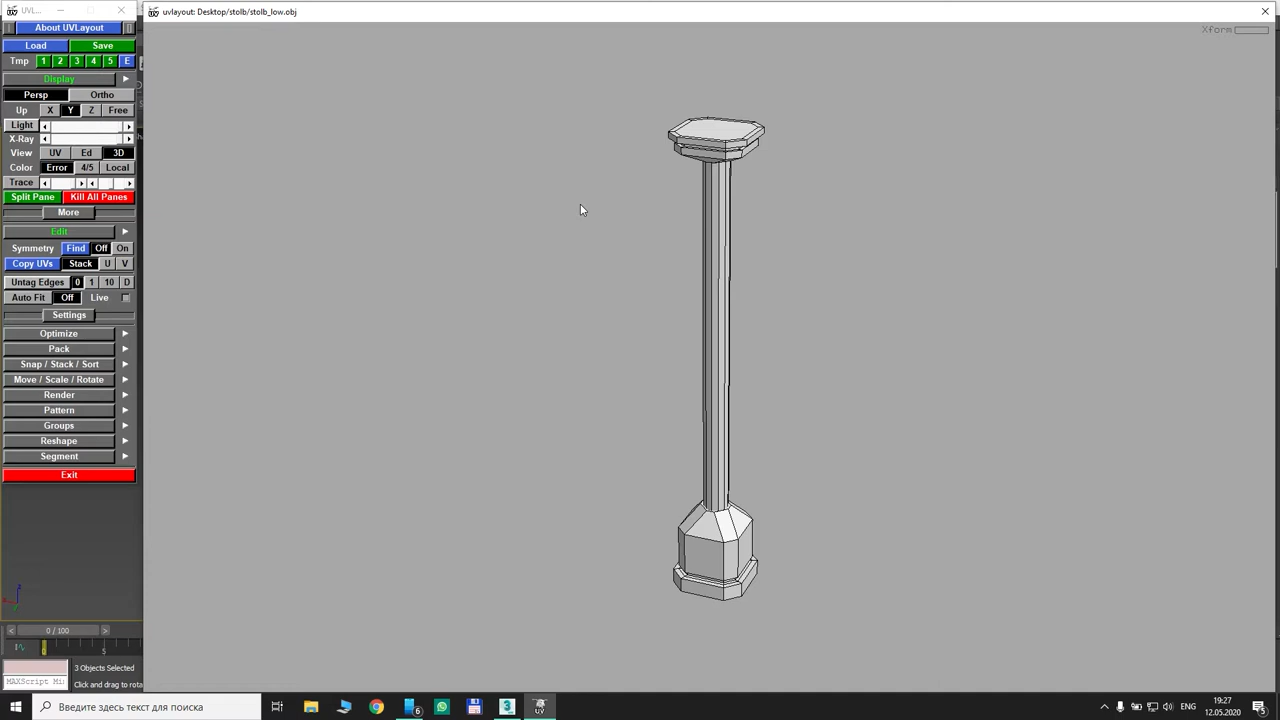 UVL...
uvlayout: Desktop/stolb/stolb_low.obj
About UVLayout
Load Save
Tmp 1 2 3 4 5 E
Display
Persp Ortho
Up X Y Z Free
Light
X-Ray
View UV Ed 3D
Color Error 4/5 Local
Trace
Split Pane Kill All Panes
More
Edit
Symmetry Find Off On
Copy UVs Stack U V
Untag Edges 0 1 10 D
Auto Fit Off Live
Settings
Optimize
Pack
Snap / Stack / Sort
Move / Scale / Rotate
Render
Pattern
Groups
Reshape
Segment
Exit
Xform
< 0 / 100 >
0 5
3 Objects Selected
MAXScript Mi
Click and drag to rota
Введите здесь текст для поиска
6
UV
ENG
19:27
12.05.2020
5